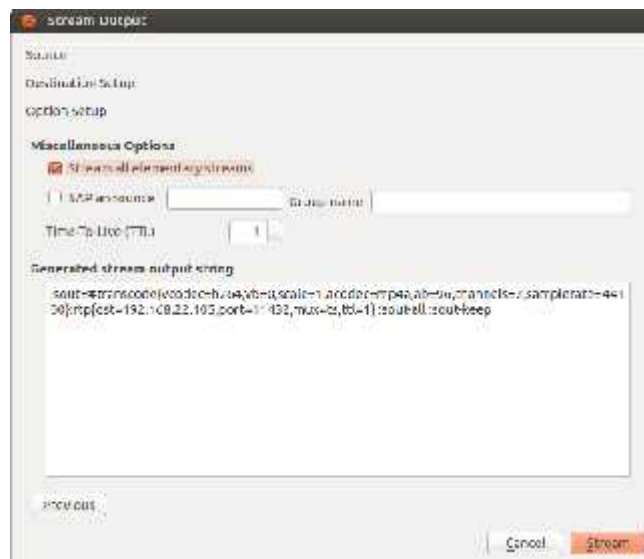 Stream Output
Source
Destination Setup
Option Setup
Miscellaneous Options
Stream all elementary streams
SAP announce
Group name
Time-To-Live (TTL)
1
Generated stream output string
:sout=#transcode{vcodec=h264,vb=0,scale=1,acodec=mp4a,ab=96,channels=2,samplerate=441
00}:rtp{dst=192.168.22.105,mux=ts,ttl=1} :sout-all :sout-keep
Previous
Cancel
Stream